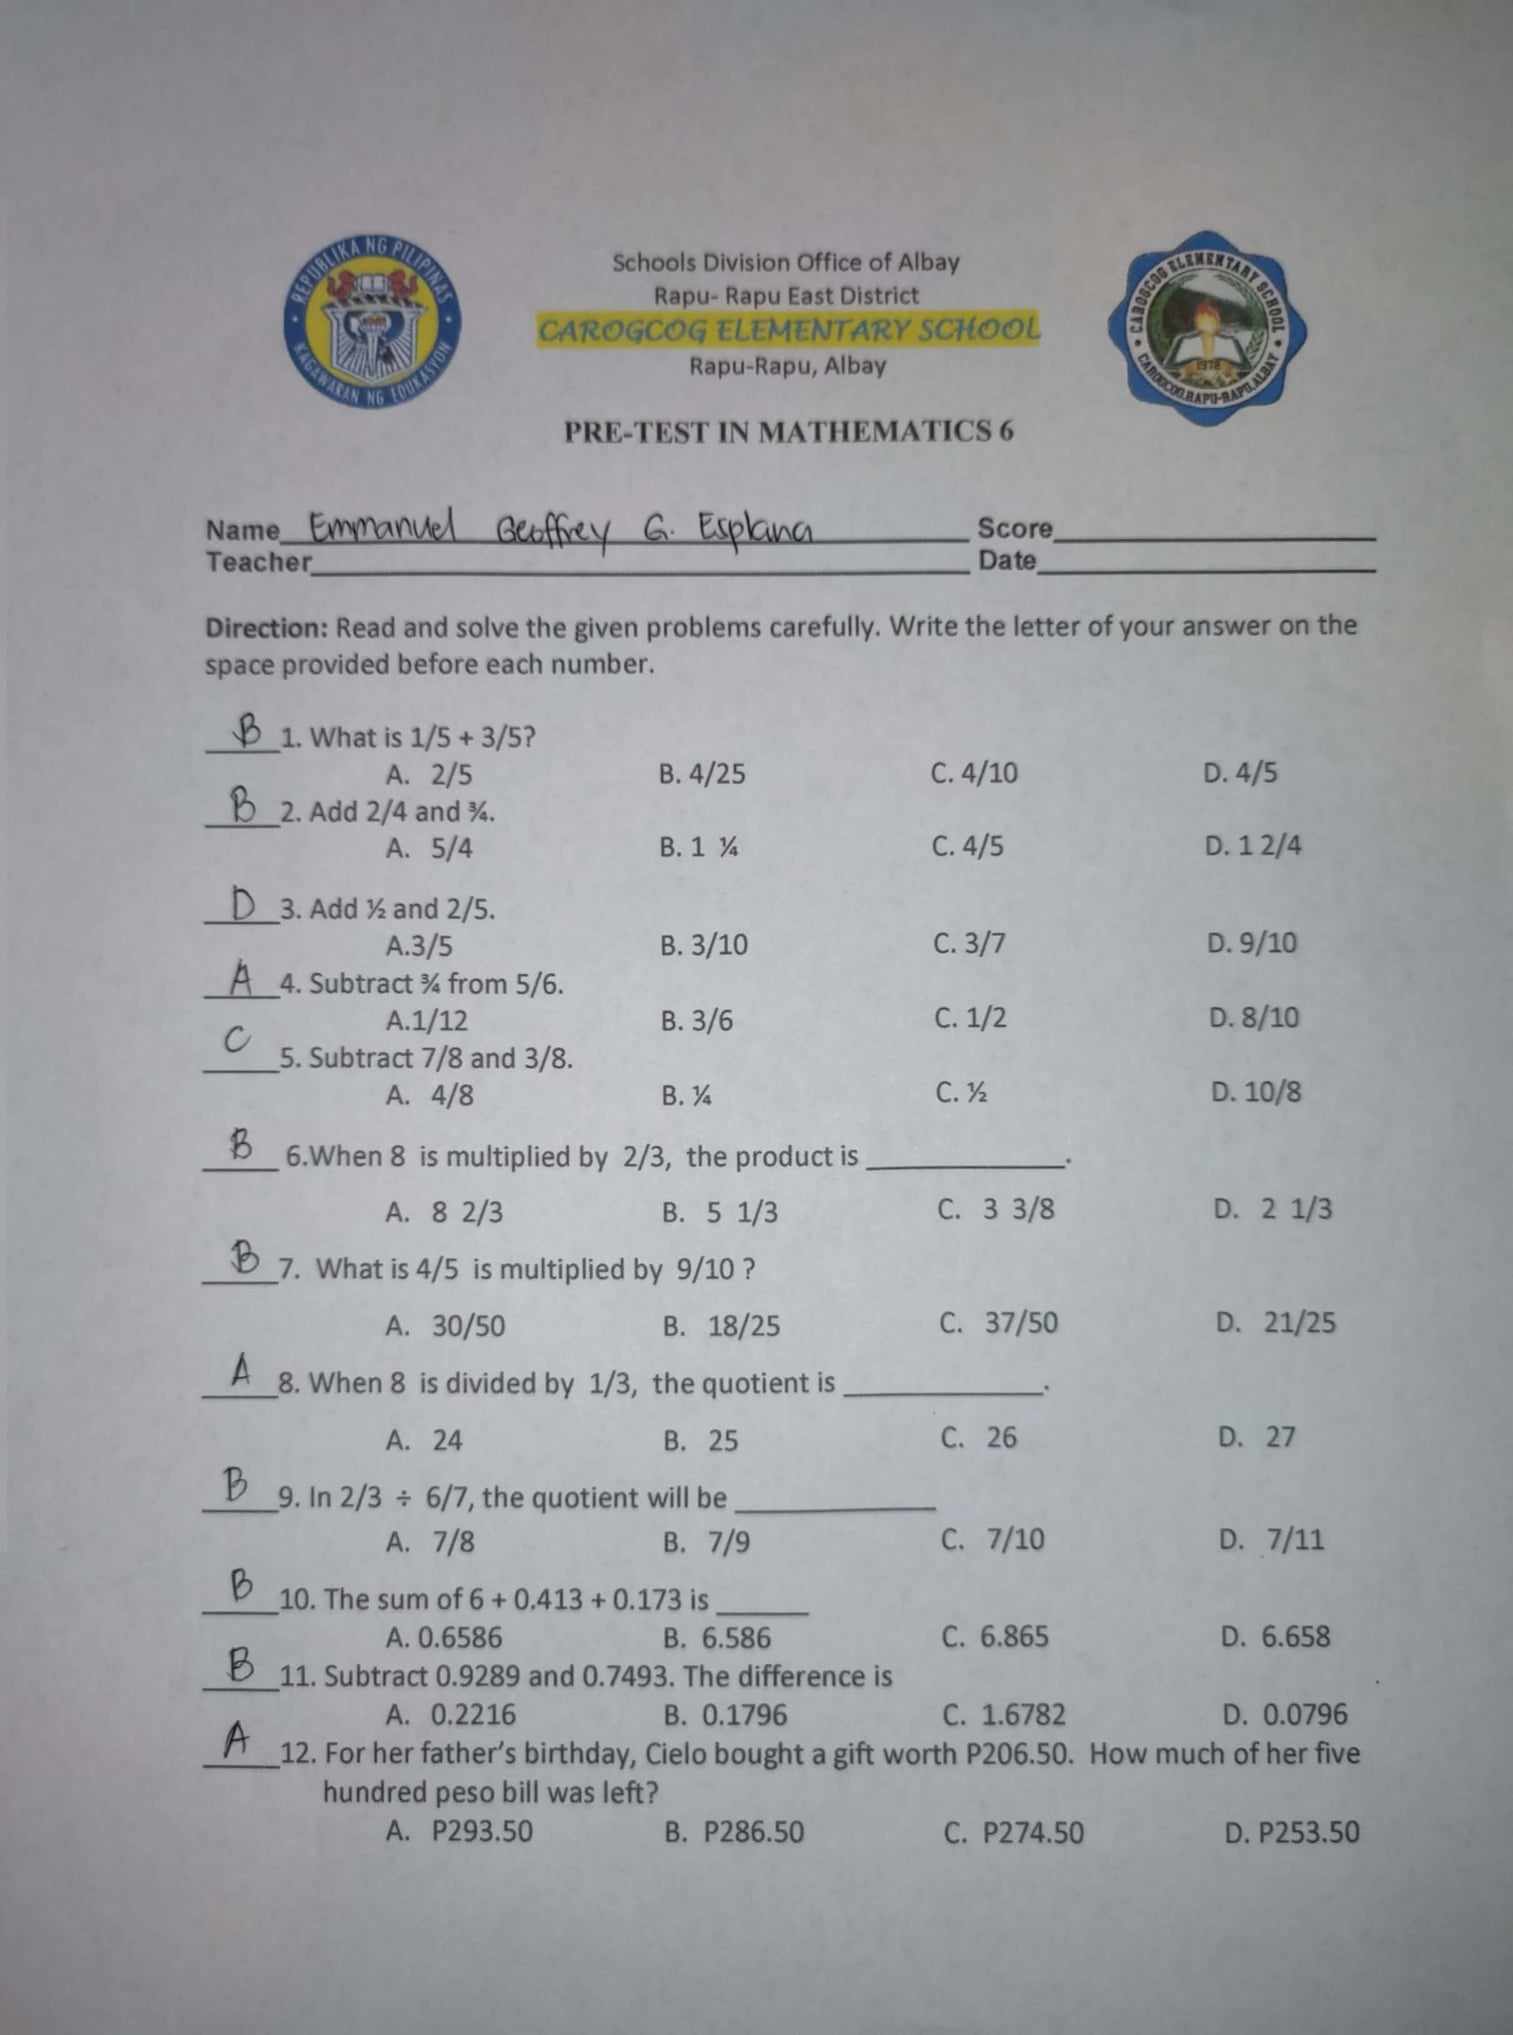 REPUBLIKA NG PILIPINAS
KAGAWARAN NG EDUKASYON
Schools Division Office of Albay
Rapu- Rapu East District
CAROGCOG ELEMENTARY SCHOOL
Rapu-Rapu, Albay
CAROGCOG ELEMENTARY SCHOOL
1978
CAROGCOG,RAPU-RAPU,ALBAY
PRE-TEST IN MATHEMATICS 6
Name Emmanuel Geoffrey G. Esplana Score
Teacher Date
Direction: Read and solve the given problems carefully. Write the letter of your answer on the
space provided before each number.
B 1. What is 1/5 + 3/5?
A. 2/5 B. 4/25 C. 4/10 D. 4/5
B 2. Add 2/4 and ¾.
A. 5/4 B. 1 ¼ C. 4/5 D. 1 2/4
D 3. Add ½ and 2/5.
A.3/5 B. 3/10 C. 3/7 D. 9/10
A 4. Subtract ¾ from 5/6.
A.1/12 B. 3/6 C. 1/2 D. 8/10
C 5. Subtract 7/8 and 3/8.
A. 4/8 B. ¼ C. ½ D. 10/8
B 6.When 8 is multiplied by 2/3, the product is ____________.
A. 8 2/3 B. 5 1/3 C. 3 3/8 D. 2 1/3
B 7. What is 4/5 is multiplied by 9/10 ?
A. 30/50 B. 18/25 C. 37/50 D. 21/25
A 8. When 8 is divided by 1/3, the quotient is ____________.
A. 24 B. 25 C. 26 D. 27
B 9. In 2/3 ÷ 6/7, the quotient will be ____________
A. 7/8 B. 7/9 C. 7/10 D. 7/11
B 10. The sum of 6 + 0.413 + 0.173 is ______
A. 0.6586 B. 6.586 C. 6.865 D. 6.658
B 11. Subtract 0.9289 and 0.7493. The difference is
A. 0.2216 B. 0.1796 C. 1.6782 D. 0.0796
A 12. For her father's birthday, Cielo bought a gift worth P206.50. How much of her five
hundred peso bill was left?
A. P293.50 B. P286.50 C. P274.50 D. P253.50